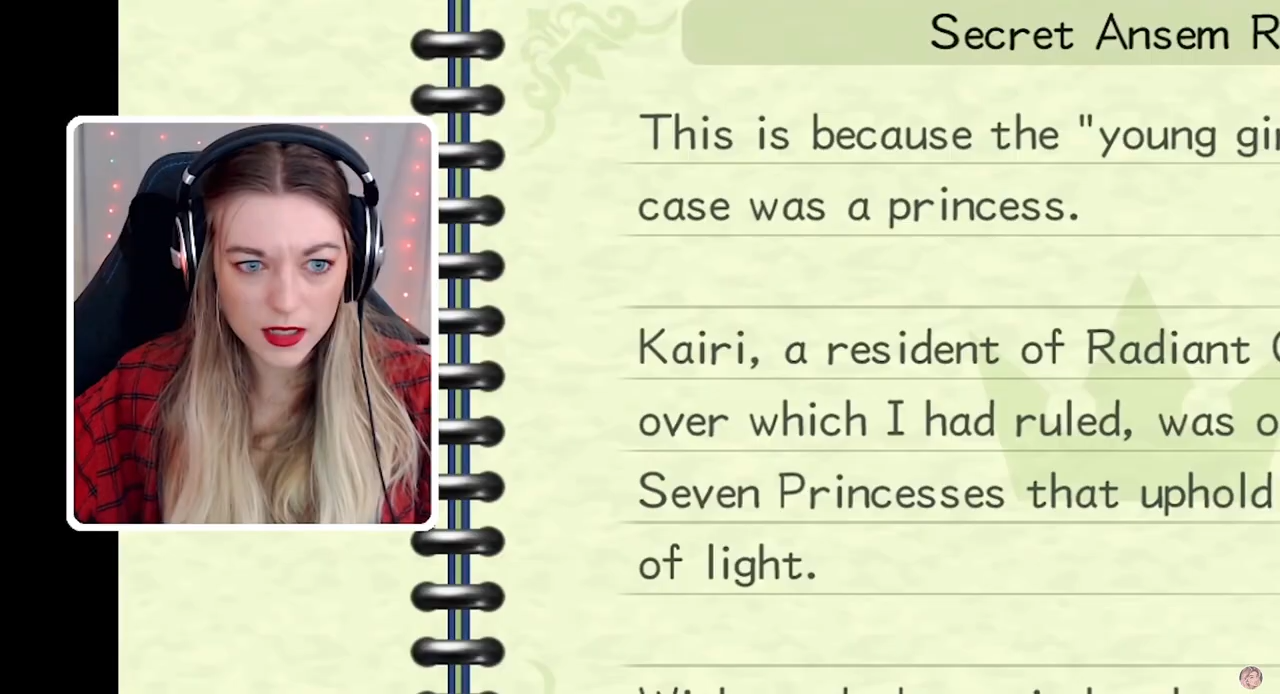 Secret Ansem R
This is because the "young gi
case was a princess.
Kairi, a resident of Radiant
over which I had ruled, was o
Seven Princesses that uphold
of light.